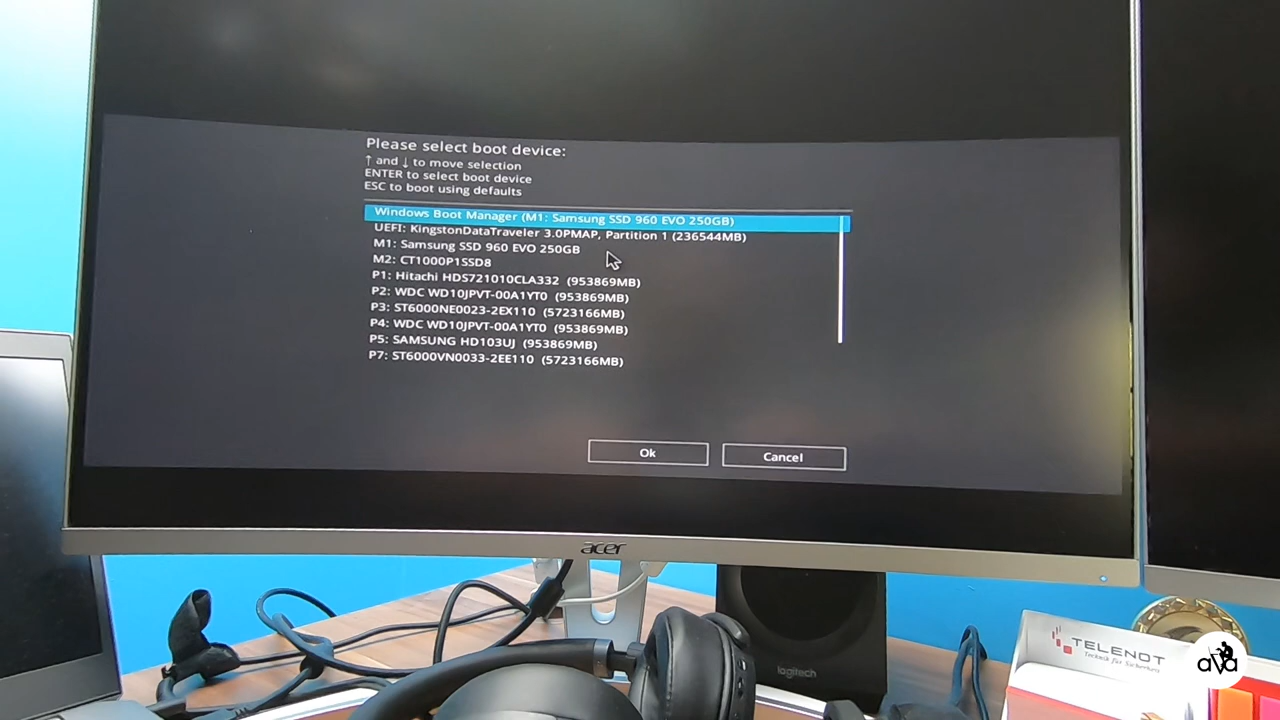 Please select boot device:
↑ and ↓ to move selection
ENTER to select boot device
ESC to boot using defaults
Windows Boot Manager (M1: Samsung SSD 960 EVO 250GB)
UEFI: KingstonDataTraveler 3.0PMAP, Partition 1 (236544MB)
M1: Samsung SSD 960 EVO 250GB
M2: CT1000P1SSD8
P1: Hitachi HDS721010CLA332 (953869MB)
P2: WDC WD10JPVT-00A1YT0 (953869MB)
P3: ST6000NE0023-2EX110 (5723166MB)
P4: WDC WD10JPVT-00A1YT0 (953869MB)
P5: SAMSUNG HD103UJ (953869MB)
P7: ST6000VN0033-2EE110 (5723166MB)
Ok Cancel
acer
logitech
TELENOT
Technik für Sicherheit
ava